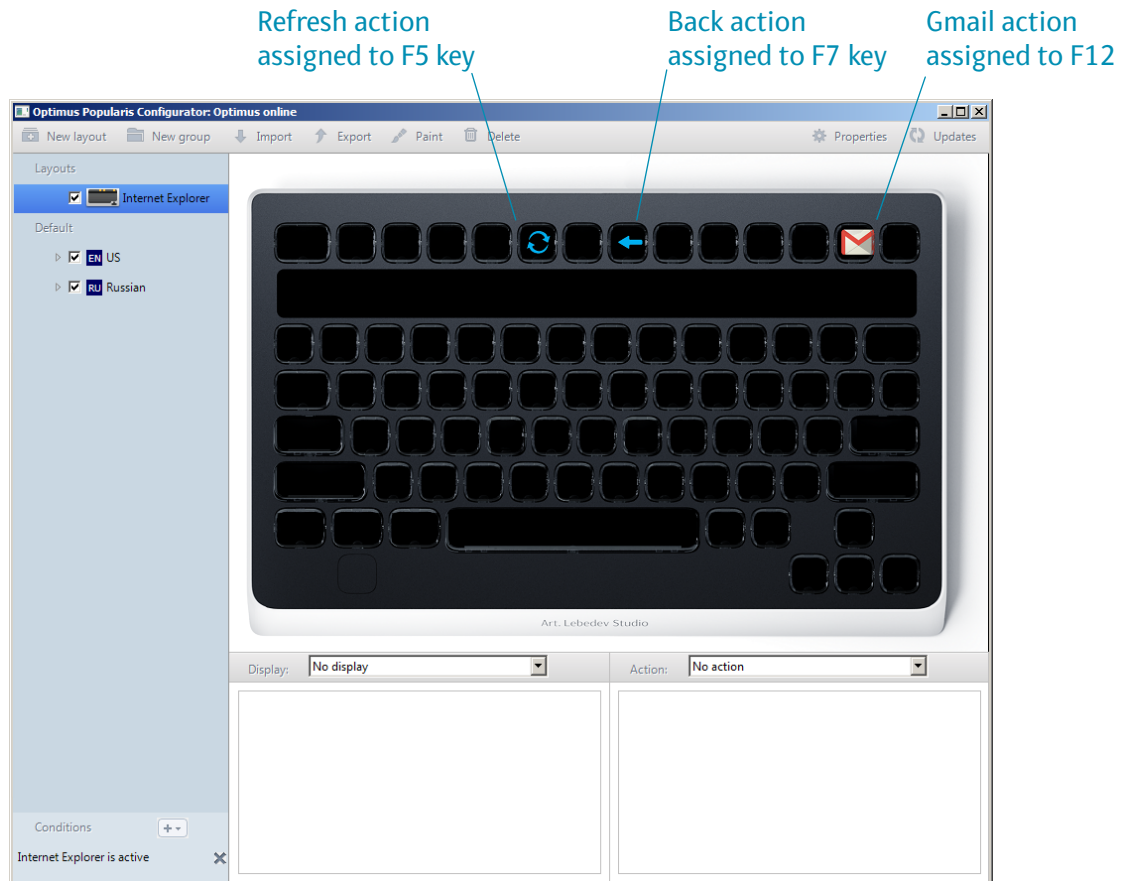 Refresh action
assigned to F5 key
Back action
assigned to F7 key
Gmail action
assigned to F12
Optimus Popularis Configurator: Optimus online
New layout New group Import Export Paint Delete Properties Updates
Layouts
Internet Explorer
Default
EN US
RU Russian
Art. Lebedev Studio
Display: No display Action: No action
Conditions
Internet Explorer is active